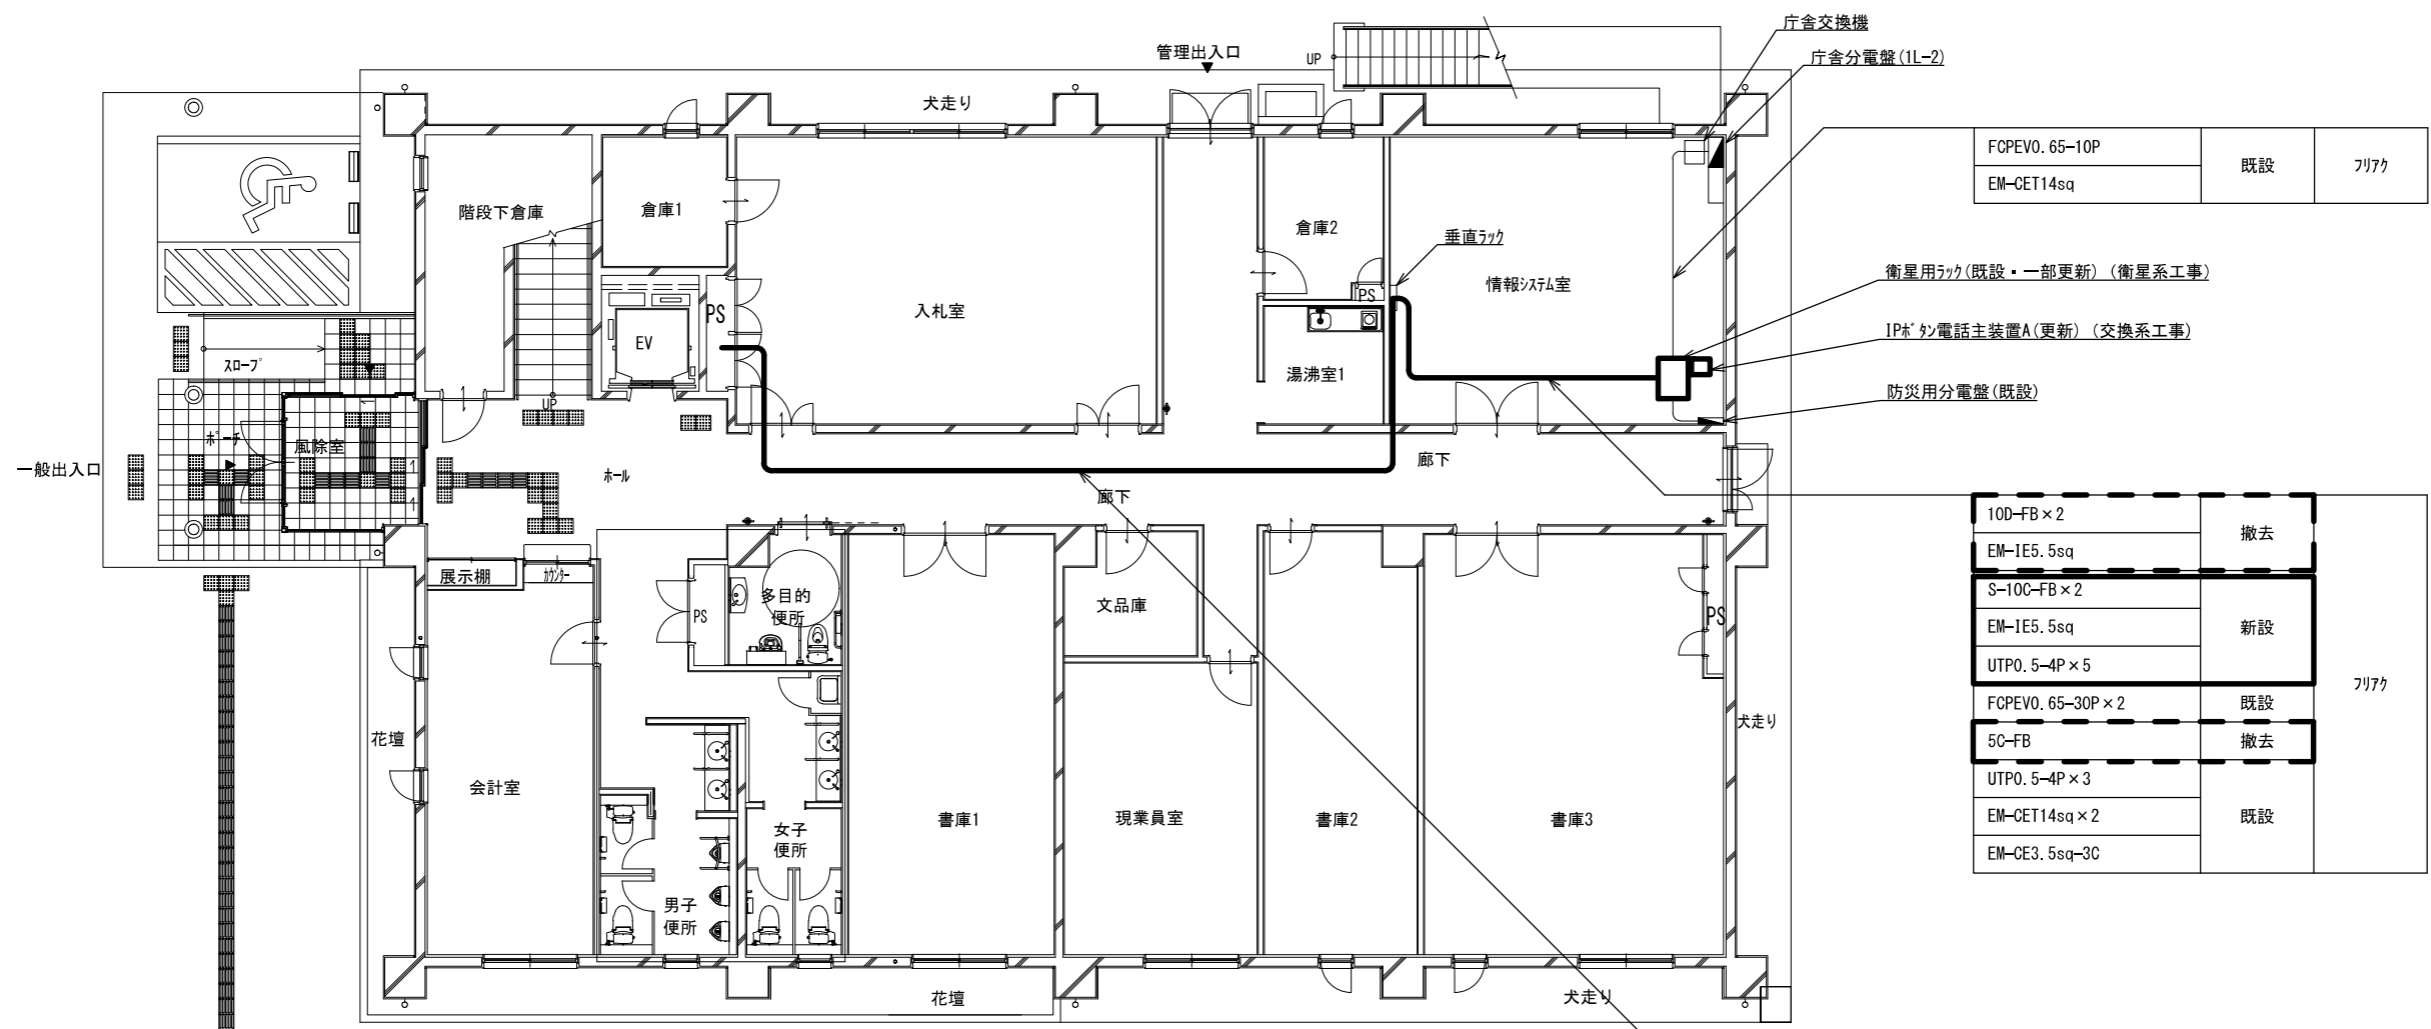 庁舎交換機
管理出入口
UP
庁舎分電盤(1L-2)
犬走り
FCPEV0.65-10P
既設
フリアク
EM-CET14sq
階段下倉庫
倉庫1
倉庫2
垂直ラック
情報システム室
衛星用ラック(既設・一部更新)(衛星系工事)
PS
PS
入札室
IPボタン電話主装置A(更新)(交換系工事)
EV
スロープ
湯沸室1
防災用分電盤(既設)
UP
ポーチ
風除室
一般出入口
ホール
廊下
廊下
10D-FB×2
撤去
EM-IE5.5sq
展示棚
カウンター
S-10C-FB×2
多目的
便所
文品庫
PS
PS
EM-IE5.5sq
新設
UTP0.5-4P×5
フリアク
FCPEV0.65-30P×2
既設
犬走り
花壇
5C-FB
撤去
UTP0.5-4P×3
会計室
書庫1
現業員室
書庫2
書庫3
EM-CET14sq×2
既設
女子
便所
EM-CE3.5sq-3C
男子
便所
花壇
犬走り